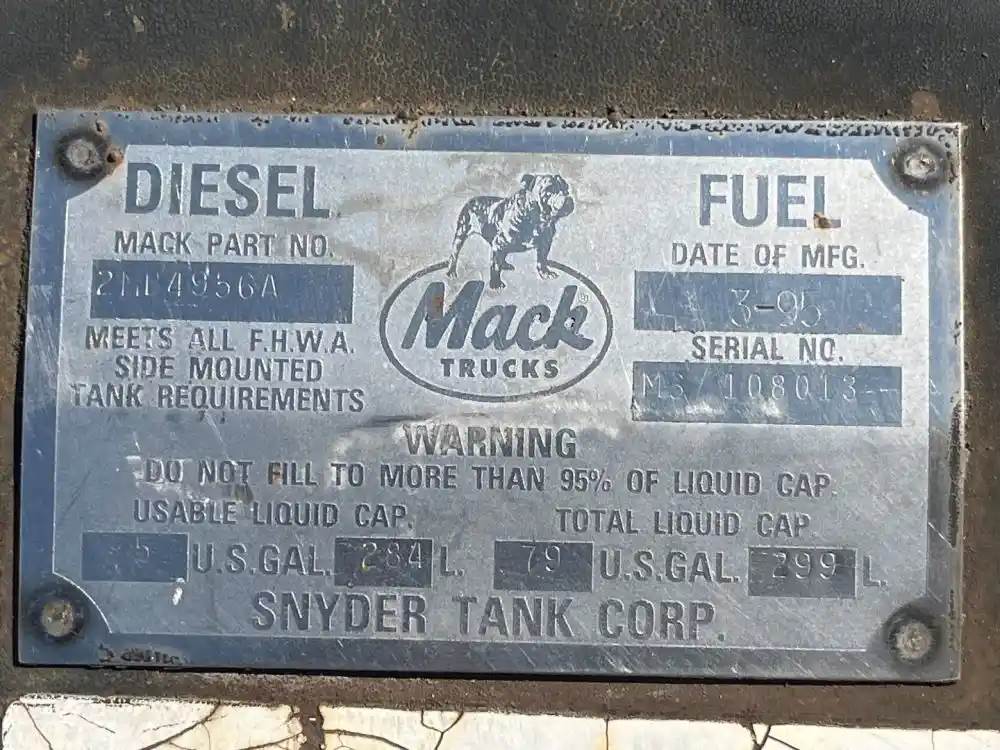 DIESEL FUEL
MACK PART NO.
DATE OF MFG.
3-95
MEETS ALL F.H.W.A.
SIDE MOUNTED
TANK REQUIREMENTS
Mack®
TRUCKS
SERIAL NO.
108013
WARNING
DO NOT FILL TO MORE THAN 95% OF LIQUID CAP.
USABLE LIQUID CAP. TOTAL LIQUID CAP.
5 U.S.GAL. 284 L. 79 U.S.GAL. 299 L.
SNYDER TANK CORP.